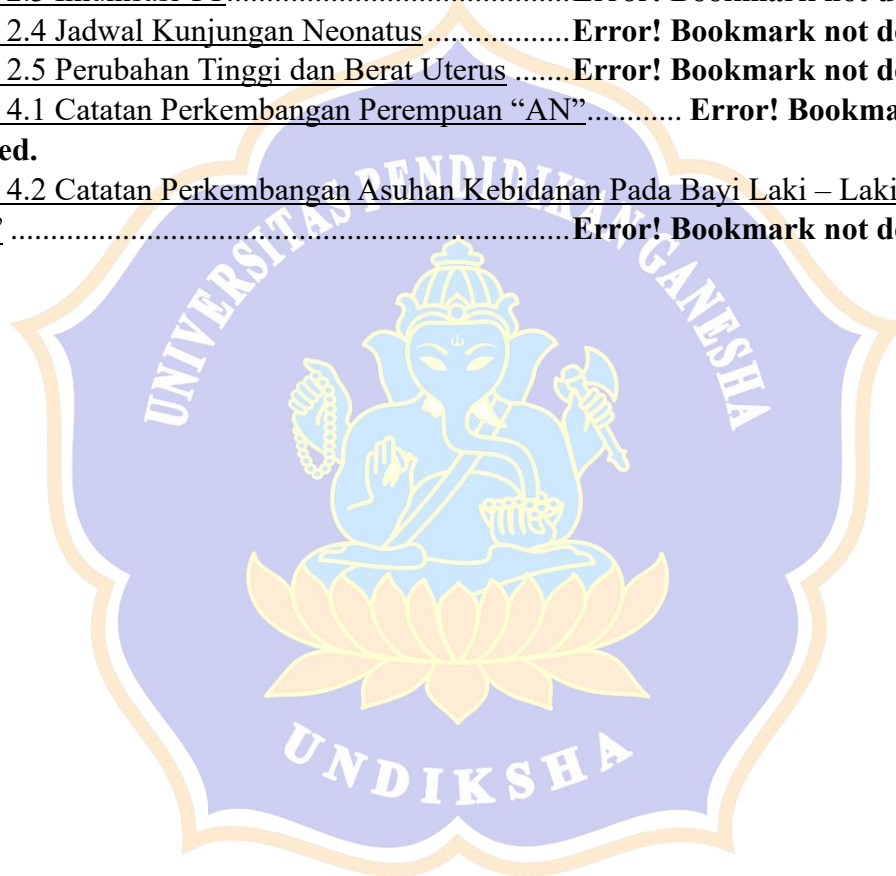 2.4 Jadwal Kunjungan Neonatus..................Error! Bookmark not de
2.5 Perubahan Tinggi dan Berat Uterus .......Error! Bookmark not de
4.1 Catatan Perkembangan Perempuan “AN”............ Error! Bookma
ed.
4.2 Catatan Perkembangan Asuhan Kebidanan Pada Bayi Laki – Laki
” .......................................................................Error! Bookmark not de
UNIVERSITAS PENDIDIKAN GANESHA
UNDIKSHA